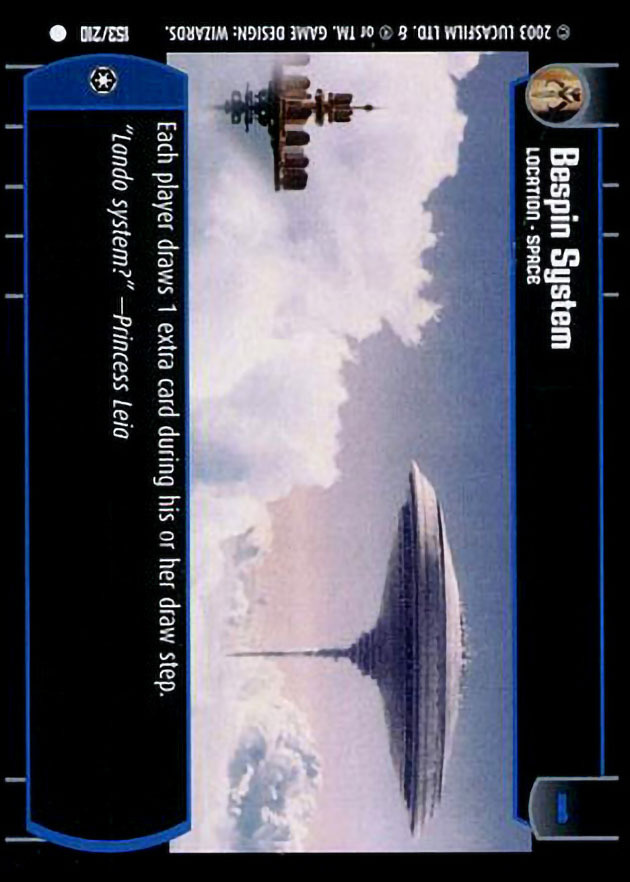 Bespin System
LOCATION • SPACE
Each player draws 1 extra card during his or her draw step.
"Lando system?" —Princess Leia
© 2003 LUCASFILM LTD. & ® or TM. GAME DESIGN: WIZARDS.
153/210